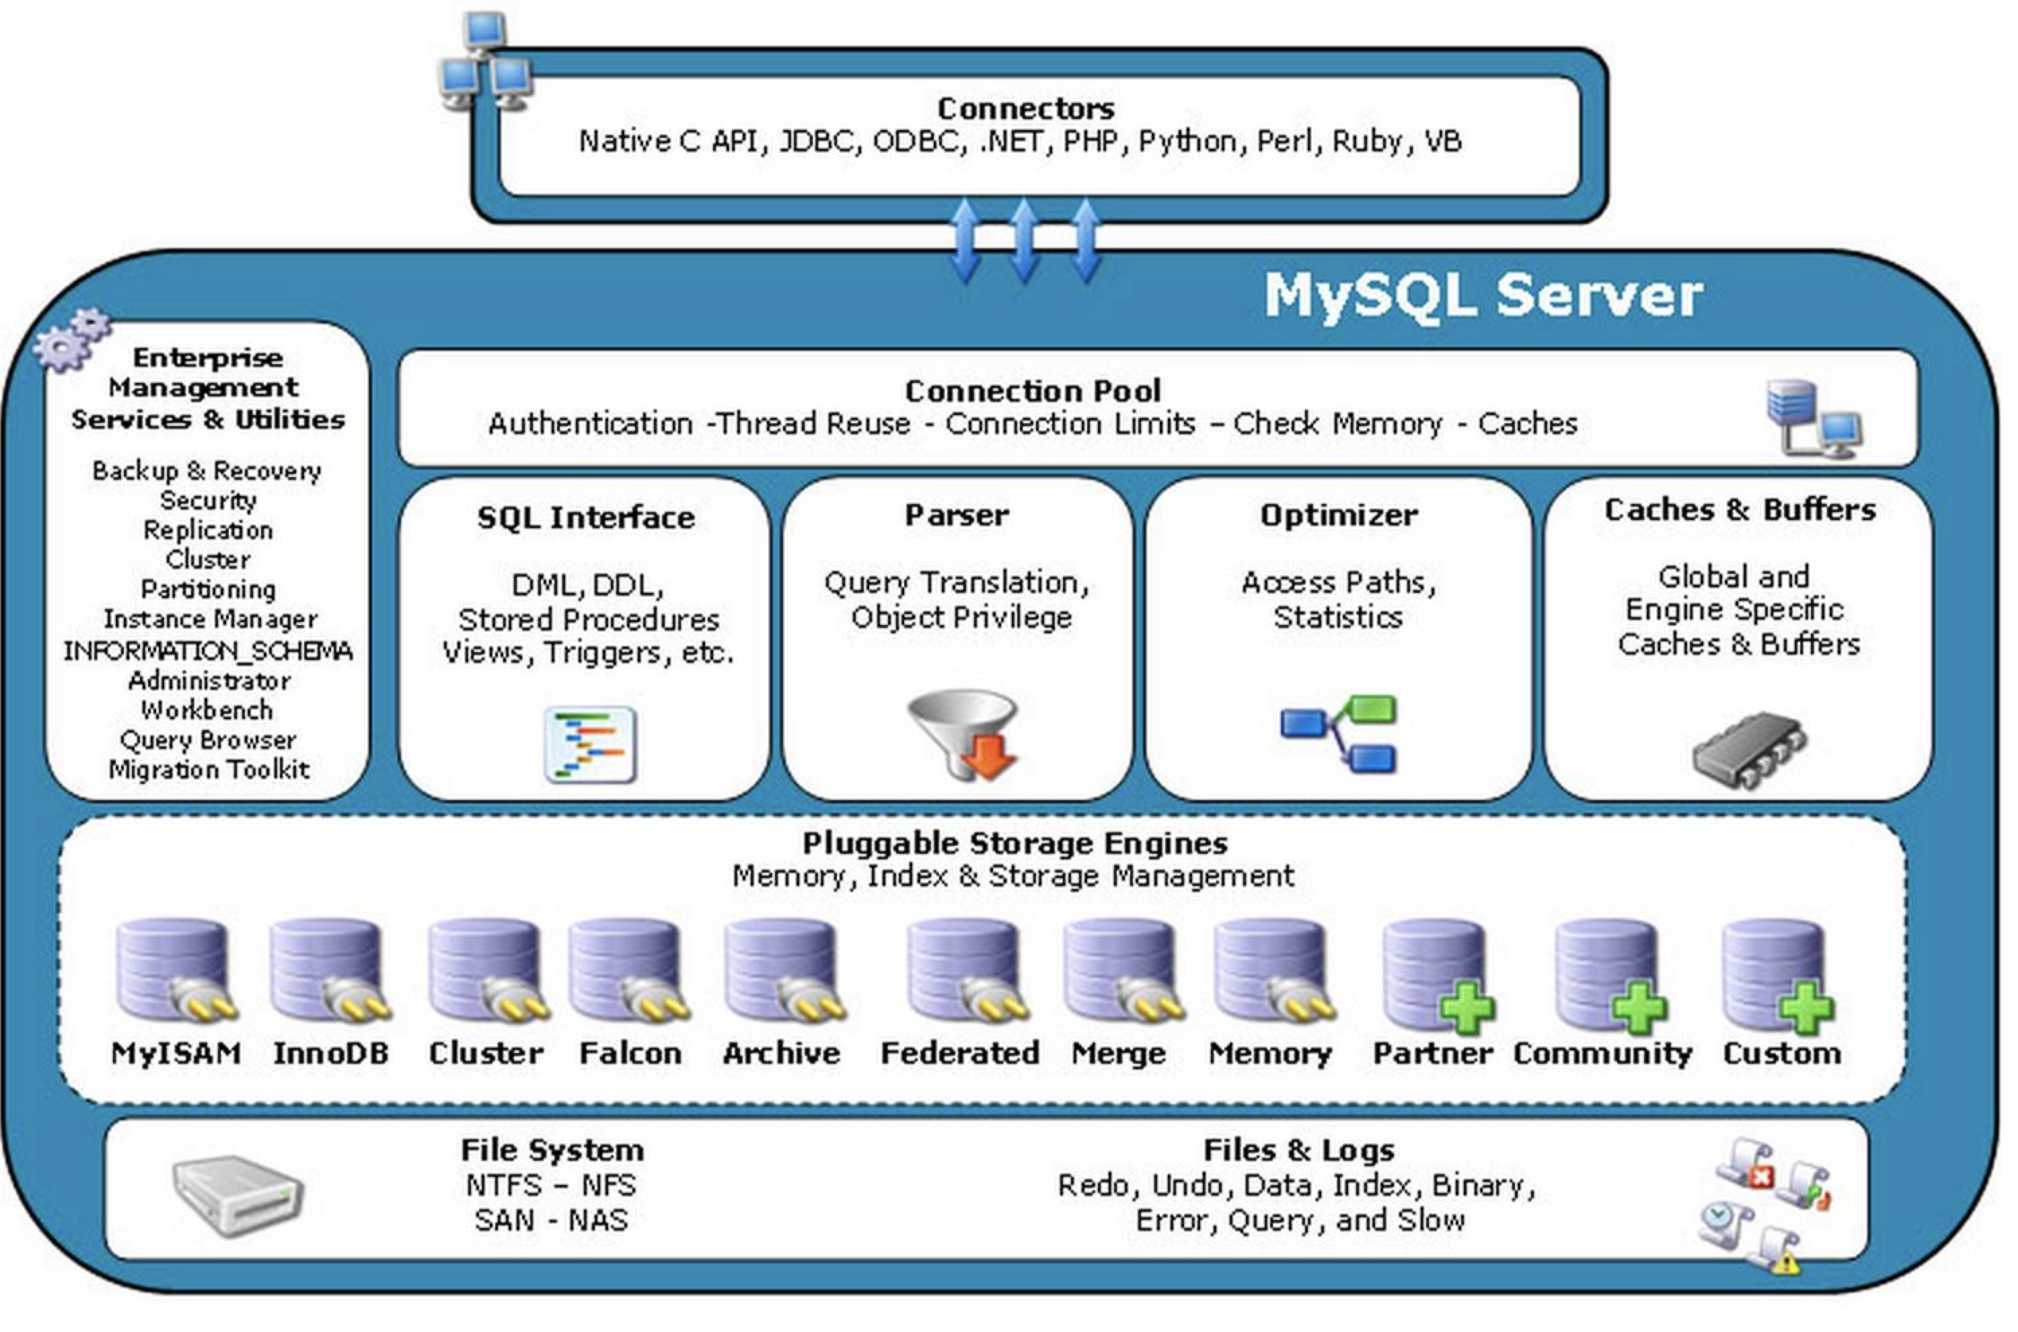 Connectors
Native C API, JDBC, ODBC, .NET, PHP, Python, Perl, Ruby, VB
MySQL Server
Enterprise
Management
Services & Utilities
Backup & Recovery
Security
Replication
Cluster
Partitioning
Instance Manager
INFORMATION_SCHEMA
Administrator
Workbench
Query Browser
Migration Toolkit
Connection Pool
Authentication -Thread Reuse - Connection Limits – Check Memory - Caches
SQL Interface
DML, DDL,
Stored Procedures
Views, Triggers, etc.
Parser
Query Translation,
Object Privilege
Optimizer
Access Paths,
Statistics
Caches & Buffers
Global and
Engine Specific
Caches & Buffers
Pluggable Storage Engines
Memory, Index & Storage Management
MyISAM
InnoDB
Cluster
Falcon
Archive
Federated
Merge
Memory
Partner
Community
Custom
File System
NTFS – NFS
SAN - NAS
Files & Logs
Redo, Undo, Data, Index, Binary,
Error, Query, and Slow